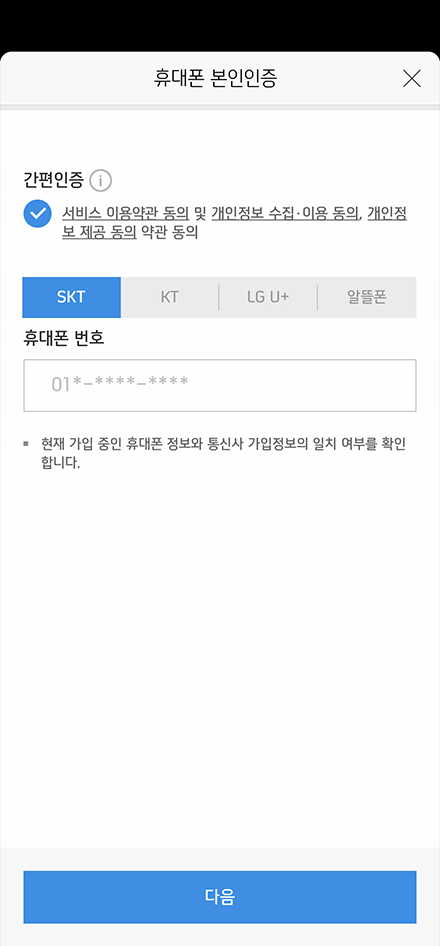 휴대폰 본인인증
간편인증
서비스 이용약관 동의 및 개인정보 수집·이용 동의, 개인정
보 제공 동의 약관 동의
SKT KT LG U+ 알뜰폰
휴대폰 번호
01*-****-****
현재 가입 중인 휴대폰 정보와 통신사 가입정보의 일치 여부를 확인
합니다.
다음